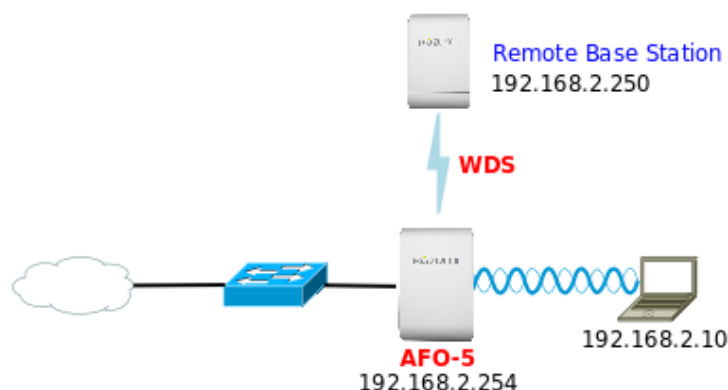 Remote Base Station
192.168.2.250
WDS
192.168.2.10
AFO-5
192.168.2.254